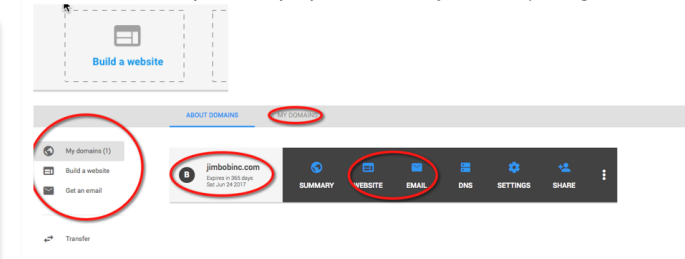 Build a website
ABOUT DOMAINS
MY DOMAINS
My domains (1)
Build a website
Get an email
Transfer
B
jimbobinc.com
Expires in 365 days
Sat Jun 24 2017
SUMMARY
WEBSITE
EMAIL
DNS
SETTINGS
SHARE